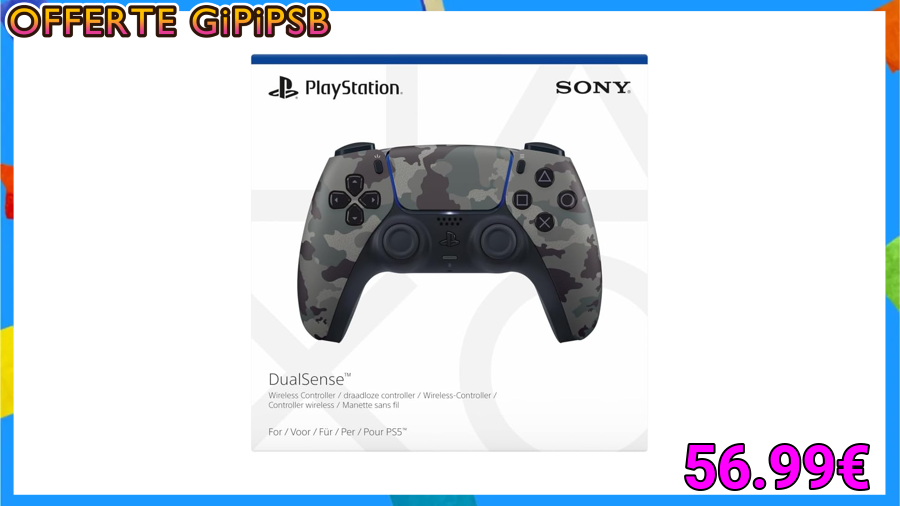 OFFERTE GiPiPSB
PlayStation®
SONY®
DualSense™
Wireless Controller / draadloze controller / Wireless-Controller /
Controller wireless / Manette sans fil
For / Voor / Für / Per / Pour PS5™
56.99€